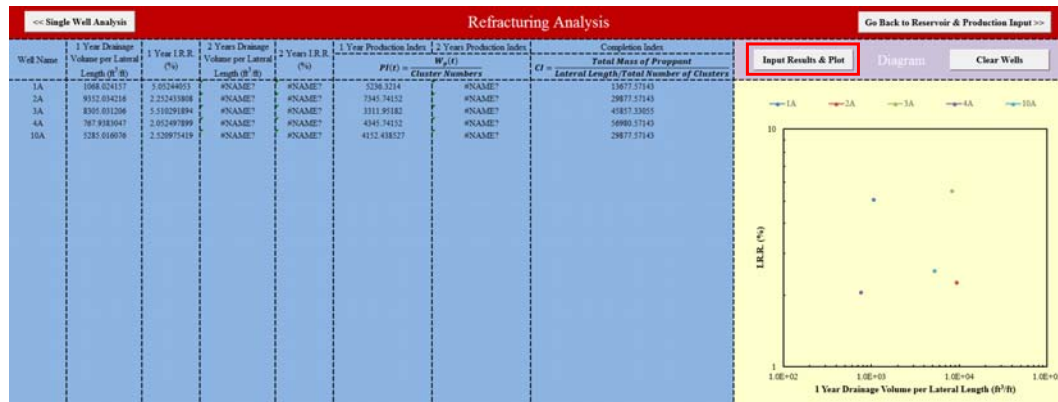 << Single Well Analysis
Refracturing Analysis
Go Back to Reservoir & Production Input >>
Well Name
1 Year Drainage
Volume per Lateral
Length (ft³/ft)
1 Year I.R.R.
(%)
2 Years Drainage
Volume per Lateral
Length (ft³/ft)
2 Years I.R.R.
(%)
1 Year Production Index
2 Years Production Index
PI(t) = Wp(t) / Cluster Numbers
Completion Index
CI = Total Mass of Proppant / Lateral Length/Total Number of Clusters
Input Results & Plot
Diagram
Clear Wells
1A 1068.024157 5.05244053 #NAME? #NAME? 5236.3214 #NAME? 13677.57143
2A 9352.034216 2.252433808 #NAME? #NAME? 7345.74152 #NAME? 29877.57143
3A 8305.031206 5.510291894 #NAME? #NAME? 3311.95182 #NAME? 45857.33055
4A 767.9383047 2.052497899 #NAME? #NAME? 4345.74152 #NAME? 56980.57143
10A 5285.016076 2.520975419 #NAME? #NAME? 4152.438527 #NAME? 29877.57143
1A 2A 3A 4A 10A
10
I.R.R. (%)
1
1.0E+02 1.0E+03 1.0E+04 1.0E+0
1 Year Drainage Volume per Lateral Length (ft³/ft)